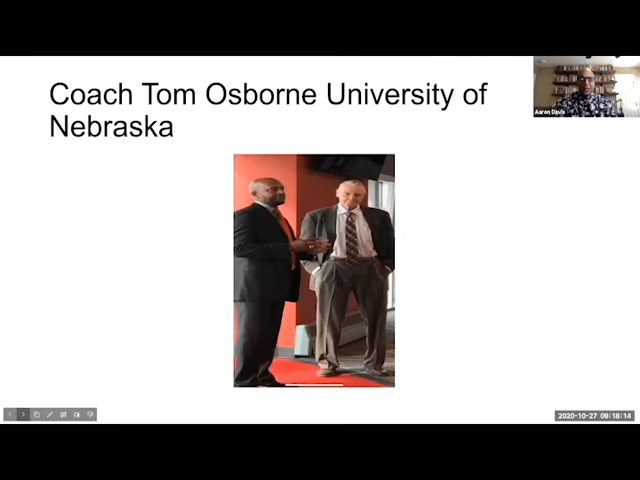 Coach Tom Osborne University of
Nebraska
Aaron Davis
2020-10-27 09:18:14